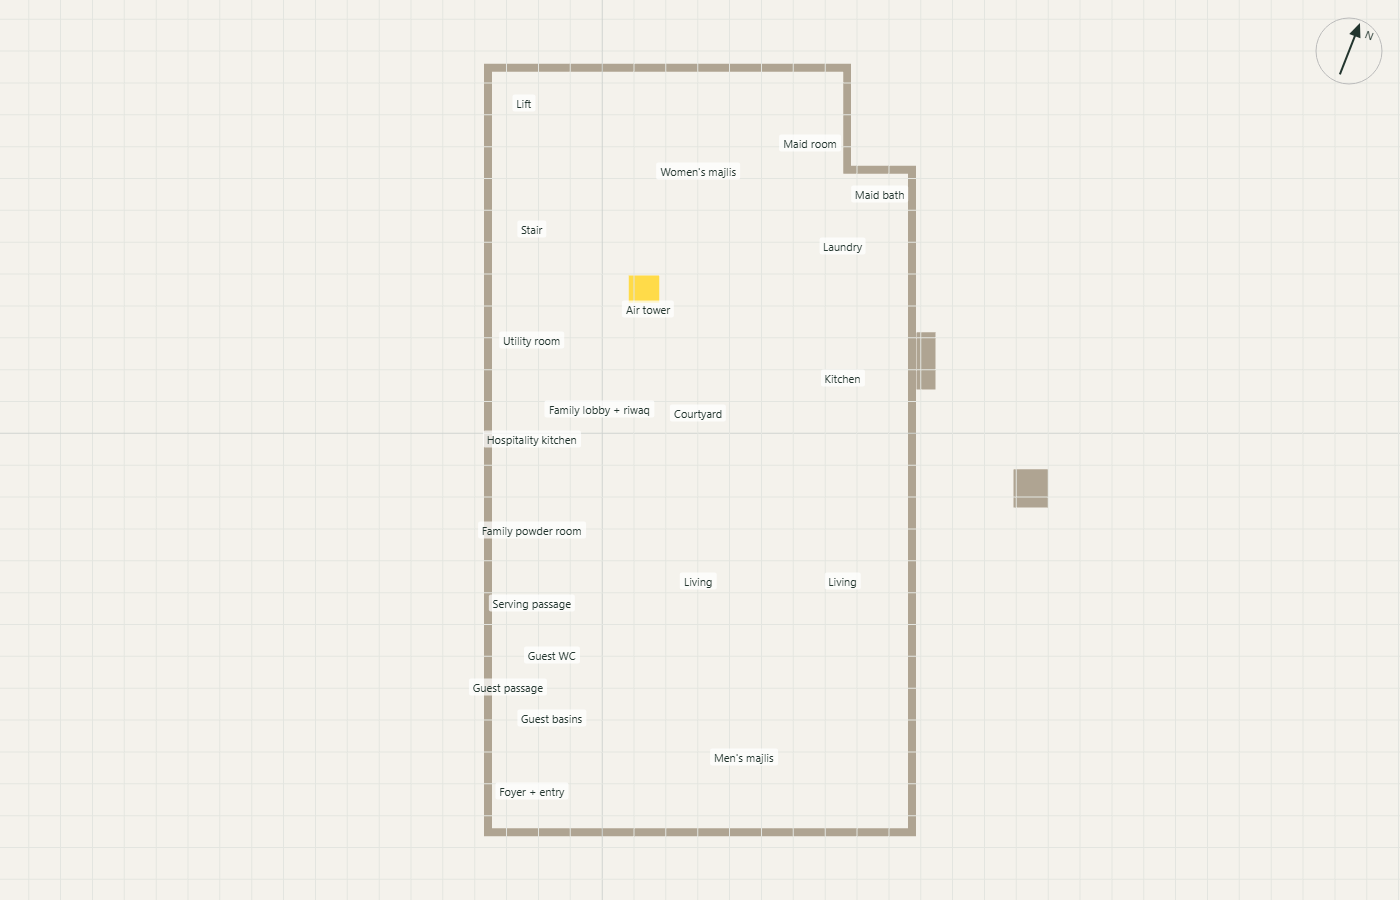 N
Lift
Maid room
Women's majlis
Maid bath
Stair
Laundry
Air tower
Utility room
Kitchen
Family lobby + riwaq
Courtyard
Hospitality kitchen
Family powder room
Living
Living
Serving passage
Guest WC
Guest passage
Guest basins
Men's majlis
Foyer + entry